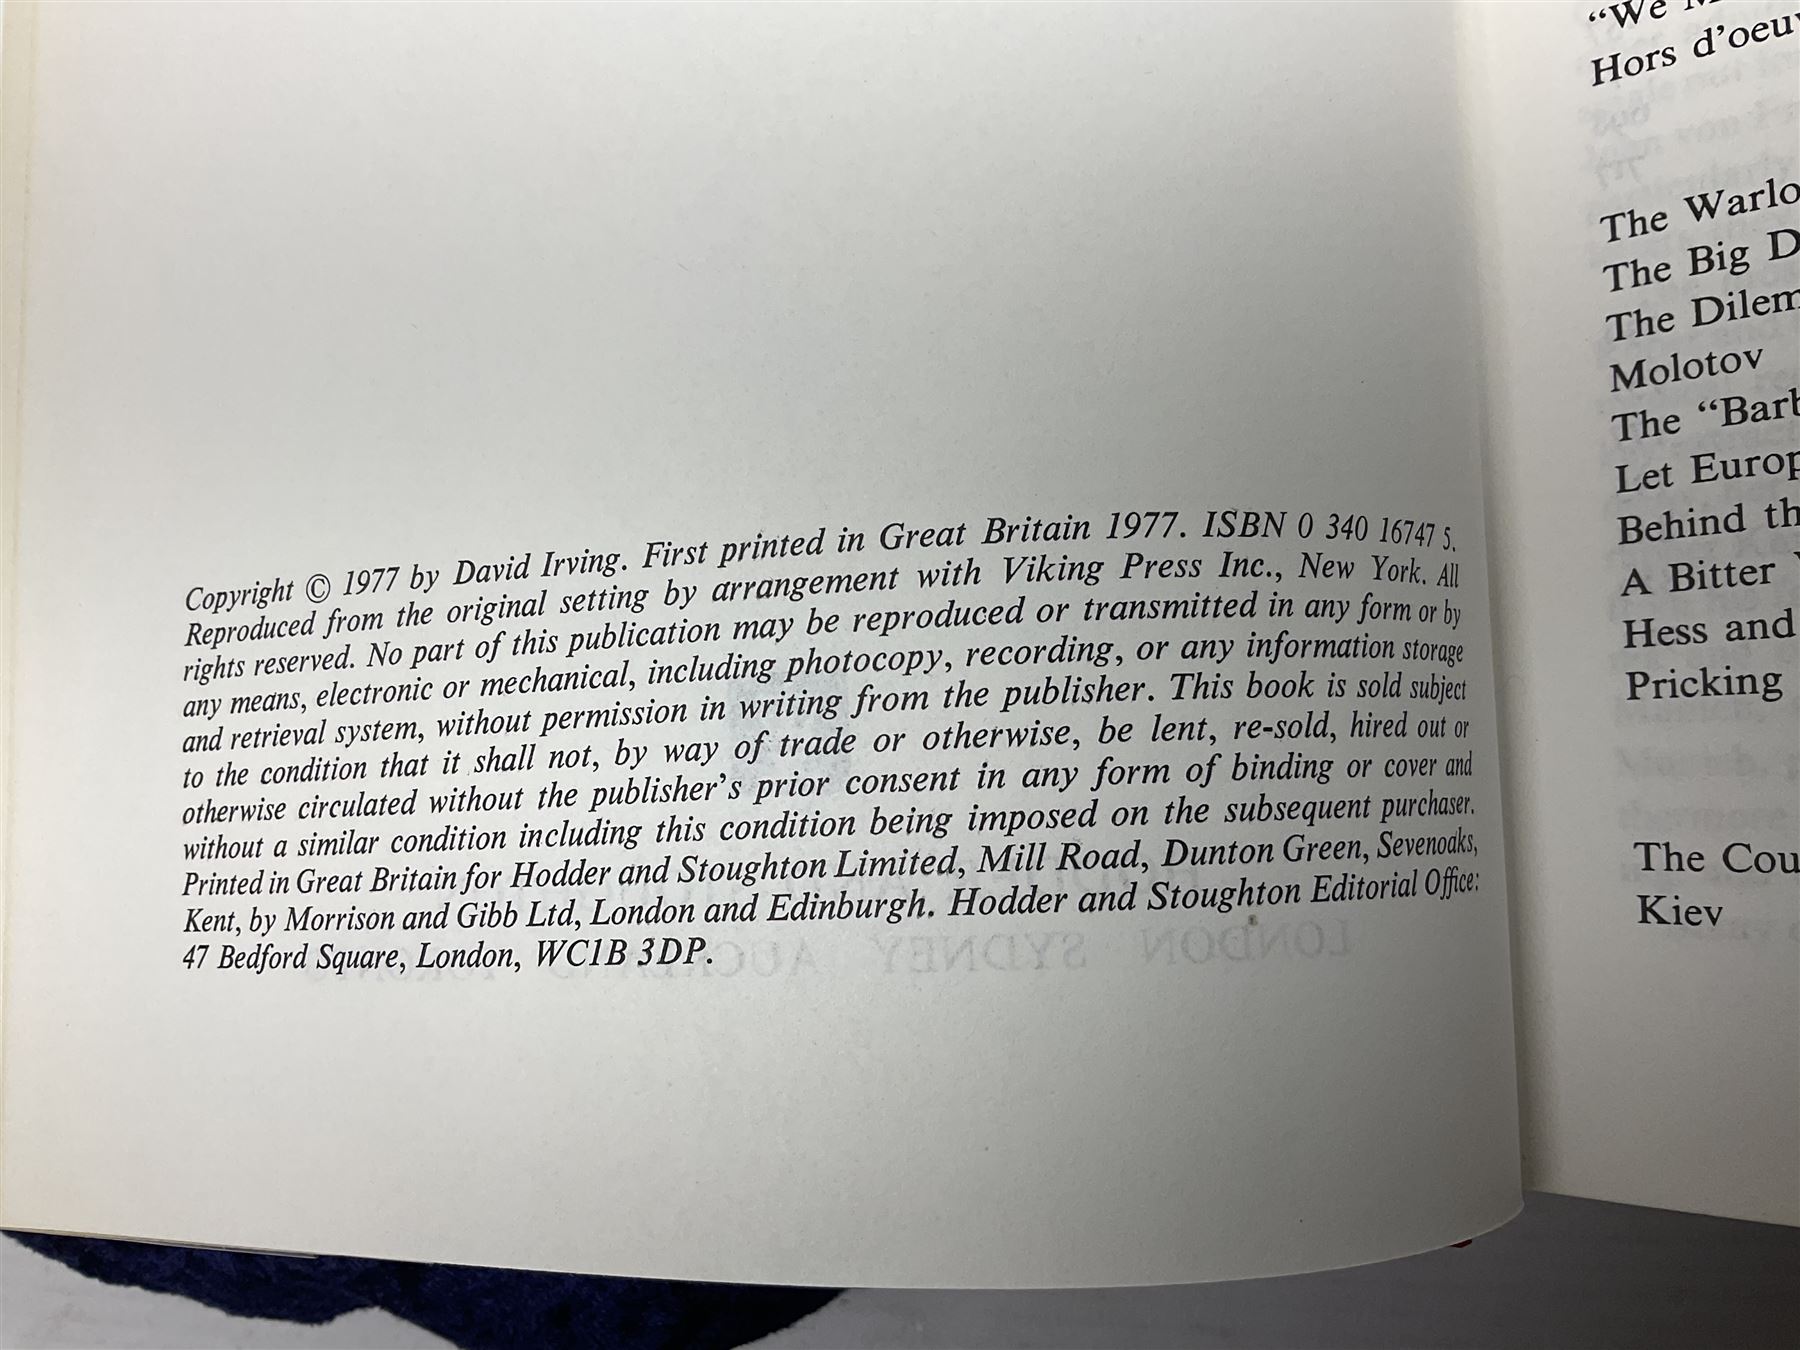 Copyright © 1977 by David Irving. First printed in Great Britain 1977. ISBN 0 340 16747 5.
Reproduced from the original setting by arrangement with Viking Press Inc., New York. All
rights reserved. No part of this publication may be reproduced or transmitted in any form or by
any means, electronic or mechanical, including photocopy, recording, or any information storage
and retrieval system, without permission in writing from the publisher. This book is sold subject
to the condition that it shall not, by way of trade or otherwise, be lent, re-sold, hired out or
otherwise circulated without the publisher's prior consent in any form of binding or cover and
without a similar condition including this condition being imposed on the subsequent purchaser.
Printed in Great Britain for Hodder and Stoughton Limited, Mill Road, Dunton Green, Sevenoaks,
Kent, by Morrison and Gibb Ltd, London and Edinburgh. Hodder and Stoughton Editorial Office:
47 Bedford Square, London, WC1B 3DP.
LONDON SYDNEY
"We
Hors
The
The Big
The
Molotov
The
Let
Behind
A Bitter
Hess and
Pricking
The
Kiev